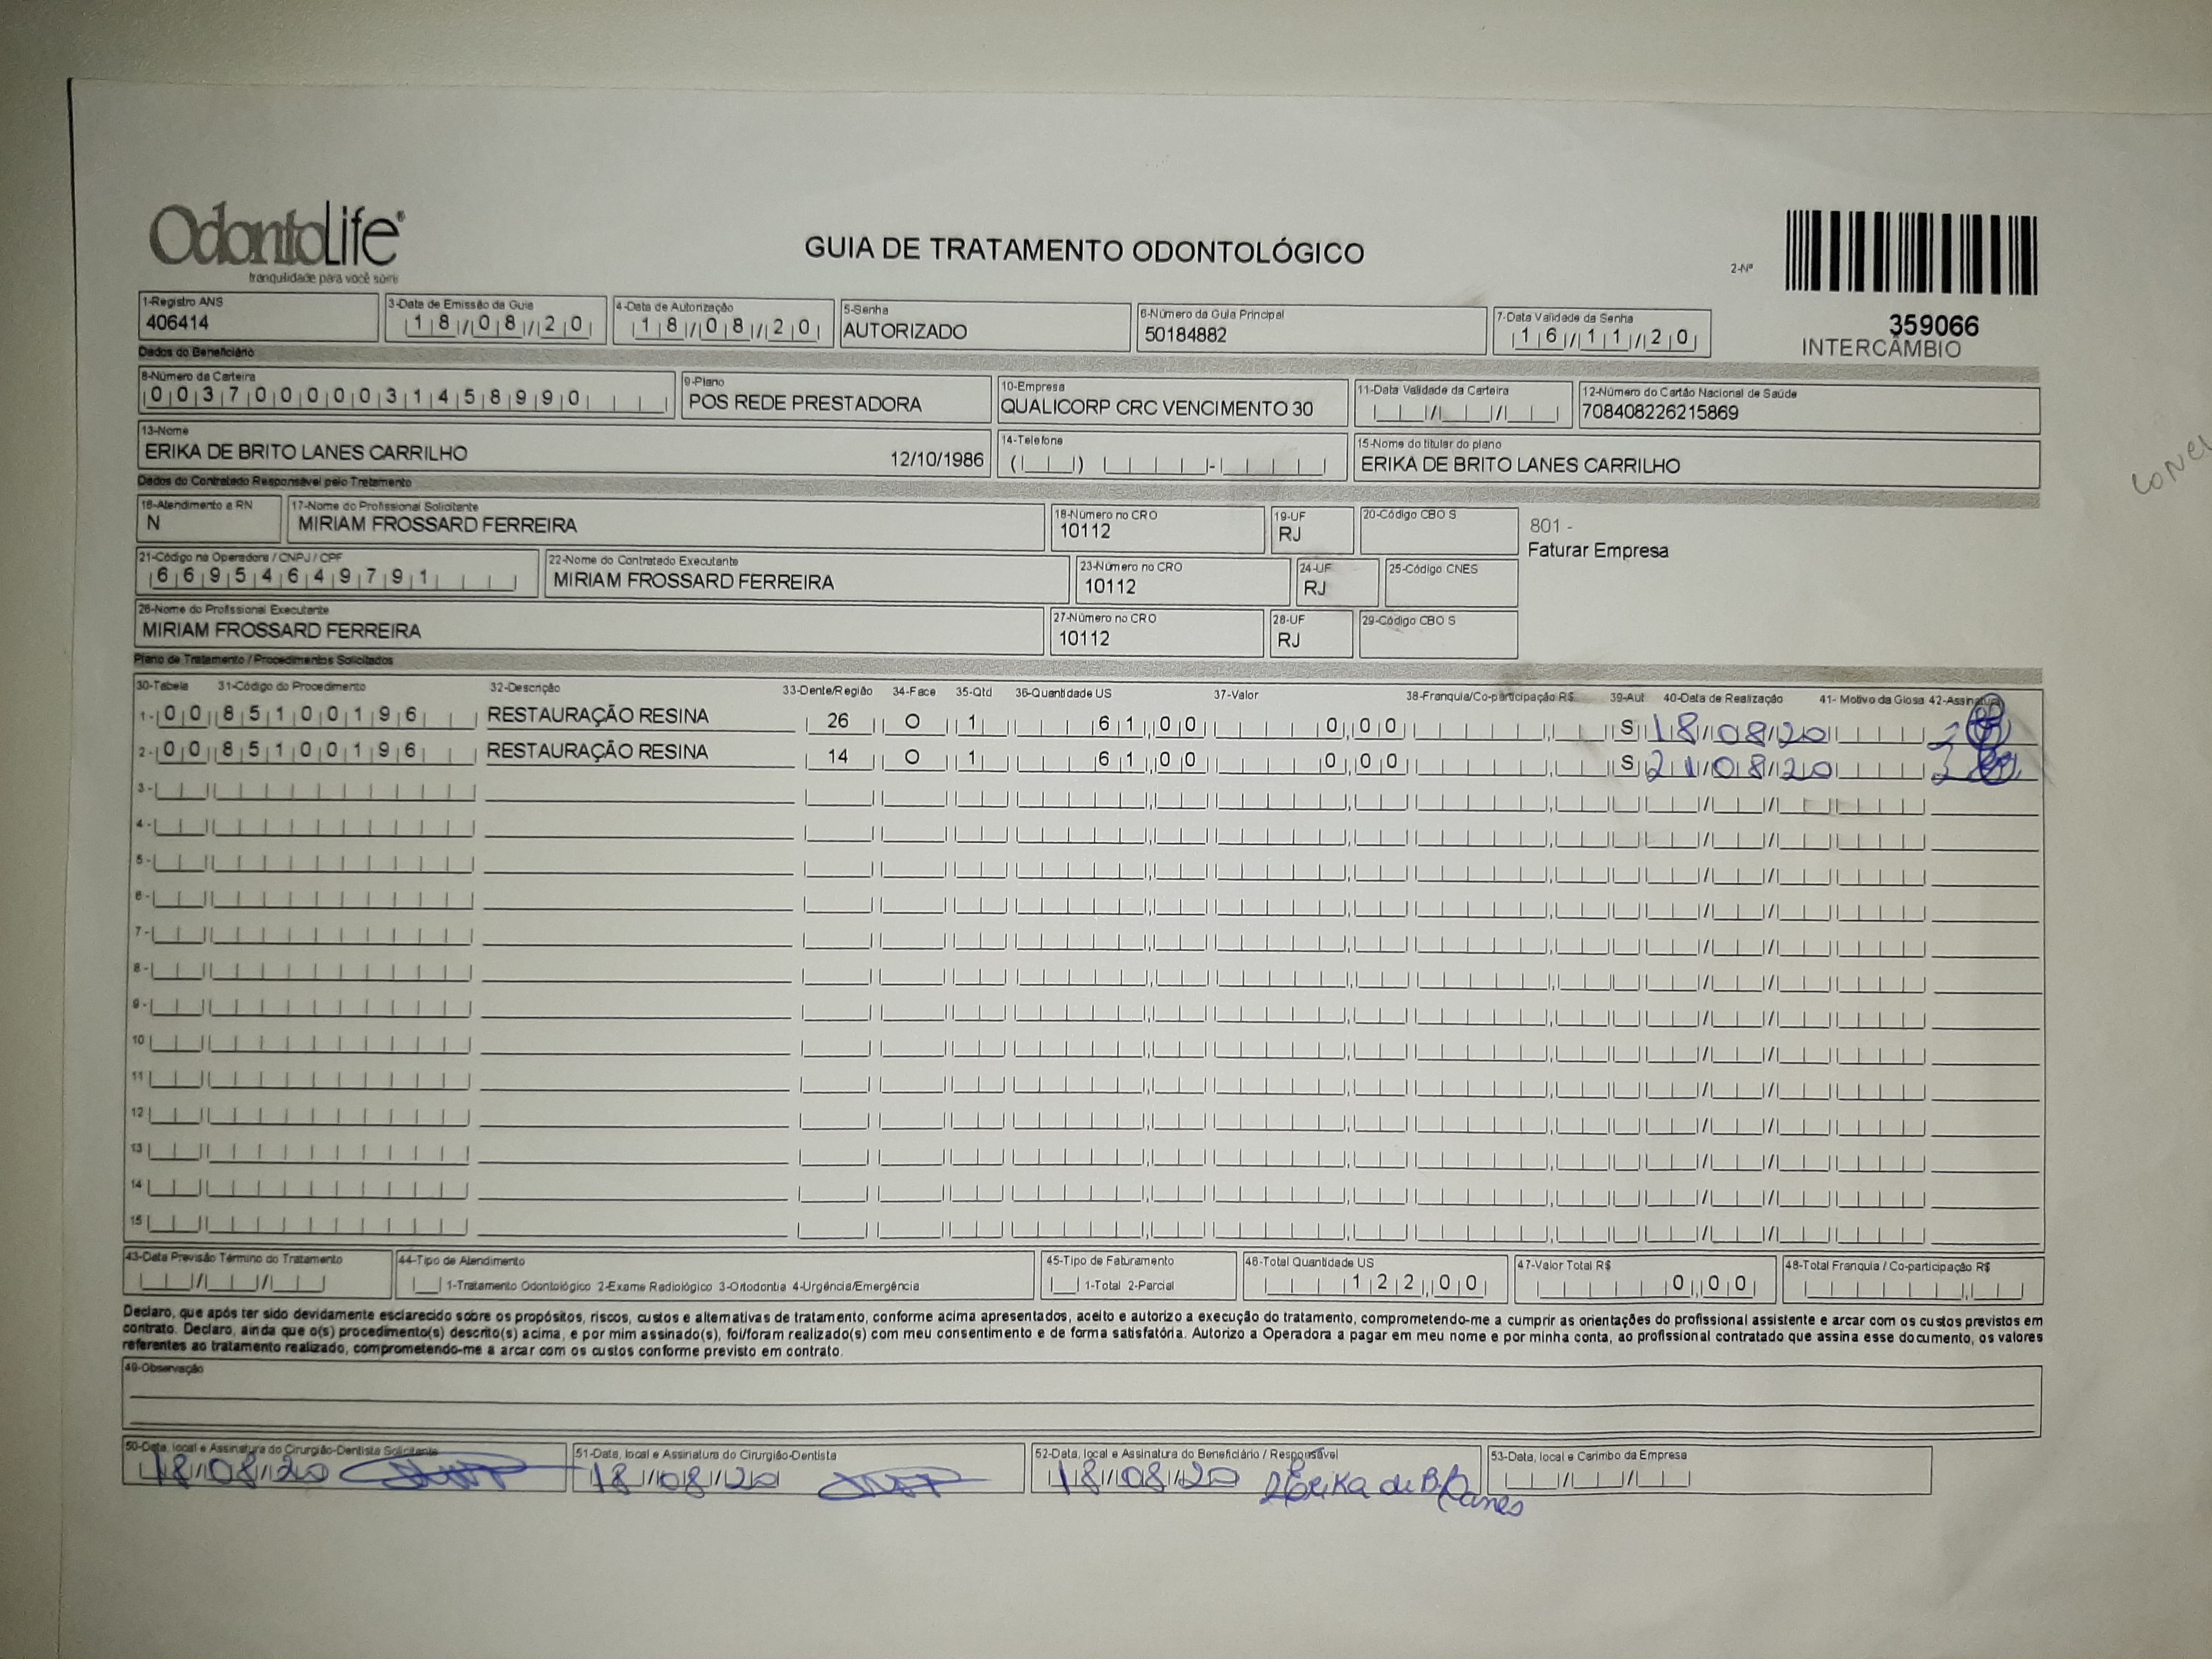 OdontoLife®
tranquilidade para você sorrir
GUIA DE TRATAMENTO ODONTOLÓGICO
2-Nº
359066
INTERCÂMBIO
1-Registro ANS
406414
3-Data de Emissão da Guia
18/08/20
4-Data de Autorização
18/08/20
5-Senha
AUTORIZADO
6-Número da Guia Principal
50184882
7-Data Validade da Senha
16/11/20
Dados do Beneficiário
8-Número da Carteira
00370000031458990
9-Plano
POS REDE PRESTADORA
10-Empresa
QUALICORP CRC VENCIMENTO 30
11-Data Validade da Carteira
12-Número do Cartão Nacional de Saúde
708408226215869
13-Nome
ERIKA DE BRITO LANES CARRILHO 12/10/1986
14-Telefone
15-Nome do titular do plano
ERIKA DE BRITO LANES CARRILHO
Dados do Contratado Responsável pelo Tratamento
16-Atendimento a RN
N
17-Nome do Profissional Solicitante
MIRIAM FROSSARD FERREIRA
18-Número no CRO
10112
19-UF
RJ
20-Código CBO S
801 -
Faturar Empresa
21-Código na Operadora / CNPJ / CPF
66954649791
22-Nome do Contratado Executante
MIRIAM FROSSARD FERREIRA
23-Número no CRO
10112
24-UF
RJ
25-Código CNES
26-Nome do Profissional Executante
MIRIAM FROSSARD FERREIRA
27-Número no CRO
10112
28-UF
RJ
29-Código CBO S
Plano de Tratamento / Procedimentos Solicitados
30-Tabela 31-Código do Procedimento 32-Descrição 33-Dente/Região 34-Face 35-Qtd 36-Quantidade US 37-Valor 38-Franquia/Co-participação R$ 39-Aut 40-Data de Realização 41- Motivo da Glosa 42-Assinatura
1- 00 85100196 RESTAURAÇÃO RESINA 26 O 1 61,00 0,00 S 18/08/20
2- 00 85100196 RESTAURAÇÃO RESINA 14 O 1 61,00 0,00 S 21/08/20
3-
4-
5-
6-
7-
8-
9-
10
11
12
13
14
15
43-Data Previsão Término do Tratamento
44-Tipo de Atendimento
1-Tratamento Odontológico 2-Exame Radiológico 3-Ortodontia 4-Urgência/Emergência
45-Tipo de Faturamento
1-Total 2-Parcial
46-Total Quantidade US
122,00
47-Valor Total R$
0,00
48-Total Franquia / Co-participação R$
Declaro, que após ter sido devidamente esclarecido sobre os propósitos, riscos, custos e alternativas de tratamento, conforme acima apresentados, aceito e autorizo a execução do tratamento, comprometendo-me a cumprir as orientações do profissional assistente e arcar com os custos previstos em
contrato. Declaro, ainda que o(s) procedimento(s) descrito(s) acima, e por mim assinado(s), foi/foram realizado(s) com meu consentimento e de forma satisfatória. Autorizo a Operadora a pagar em meu nome e por minha conta, ao profissional contratado que assina esse documento, os valores
referentes ao tratamento realizado, comprometendo-me a arcar com os custos conforme previsto em contrato.
49-Observação
50-Data, local e Assinatura do Cirurgião-Dentista Solicitante
18/08/20
51-Data, local e Assinatura do Cirurgião-Dentista
18/08/20
52-Data, local e Assinatura do Beneficiário / Responsável
18/08/20 Erika de B. Lanes
53-Data, local e Carimbo da Empresa